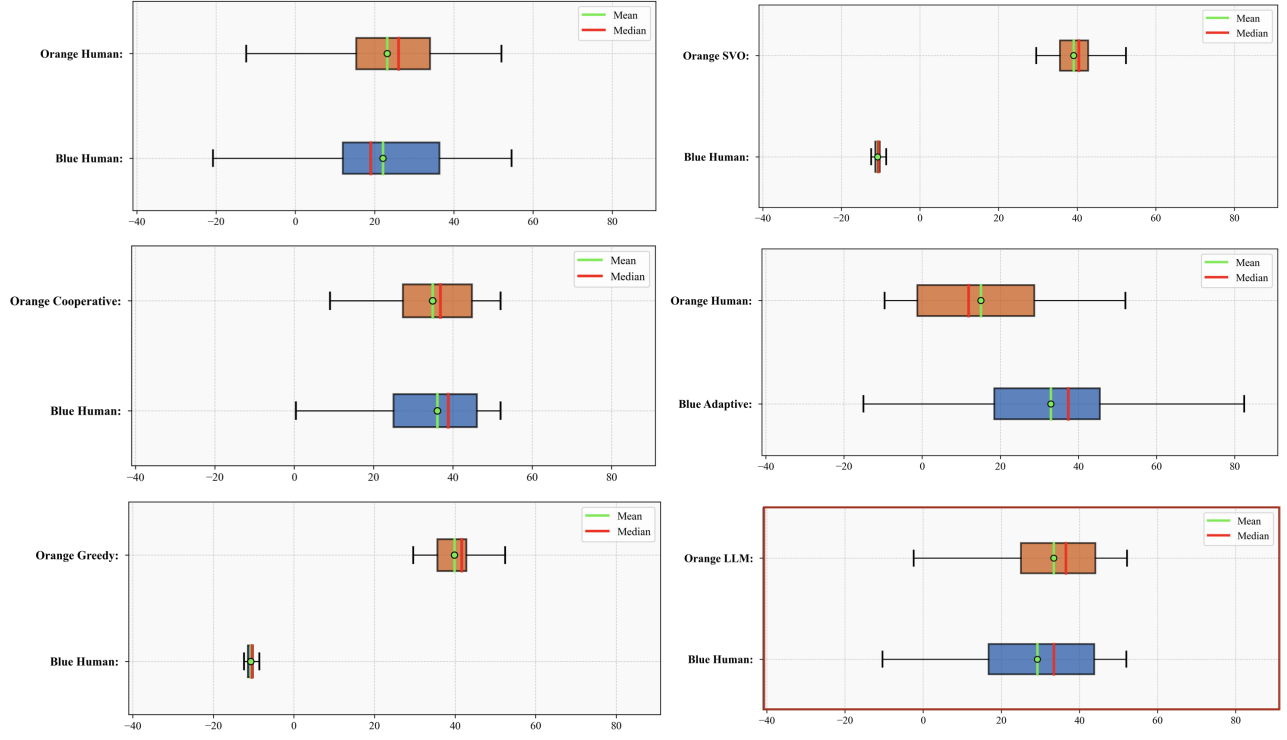 Mean
Median
Orange Human:
Blue Human:
−40 −20 0 20 40 60 80
Mean
Median
Orange SVO:
Blue Human:
−40 −20 0 20 40 60 80
Mean
Median
Orange Cooperative:
Blue Human:
−40 −20 0 20 40 60 80
Mean
Median
Orange Human:
Blue Adaptive:
−40 −20 0 20 40 60 80
Mean
Median
Orange Greedy:
Blue Human:
−40 −20 0 20 40 60 80
Mean
Median
Orange LLM:
Blue Human:
−40 −20 0 20 40 60 80